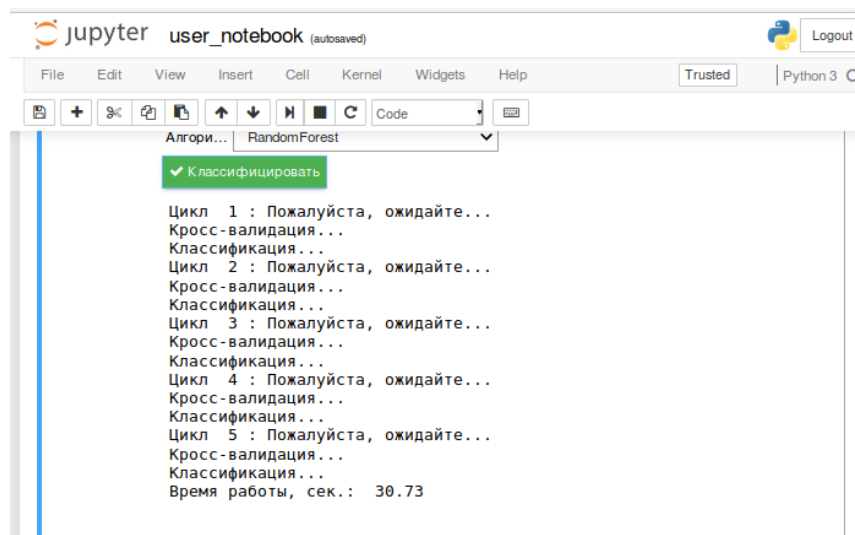 jupyter user_notebook (autosaved) Logout
File Edit View Insert Cell Kernel Widgets Help Trusted Python 3
Code
Алгори... RandomForest
Классифицировать
Цикл 1 : Пожалуйста, ожидайте...
Кросс-валидация...
Классификация...
Цикл 2 : Пожалуйста, ожидайте...
Кросс-валидация...
Классификация...
Цикл 3 : Пожалуйста, ожидайте...
Кросс-валидация...
Классификация...
Цикл 4 : Пожалуйста, ожидайте...
Кросс-валидация...
Классификация...
Цикл 5 : Пожалуйста, ожидайте...
Кросс-валидация...
Классификация...
Время работы, сек.: 30.73